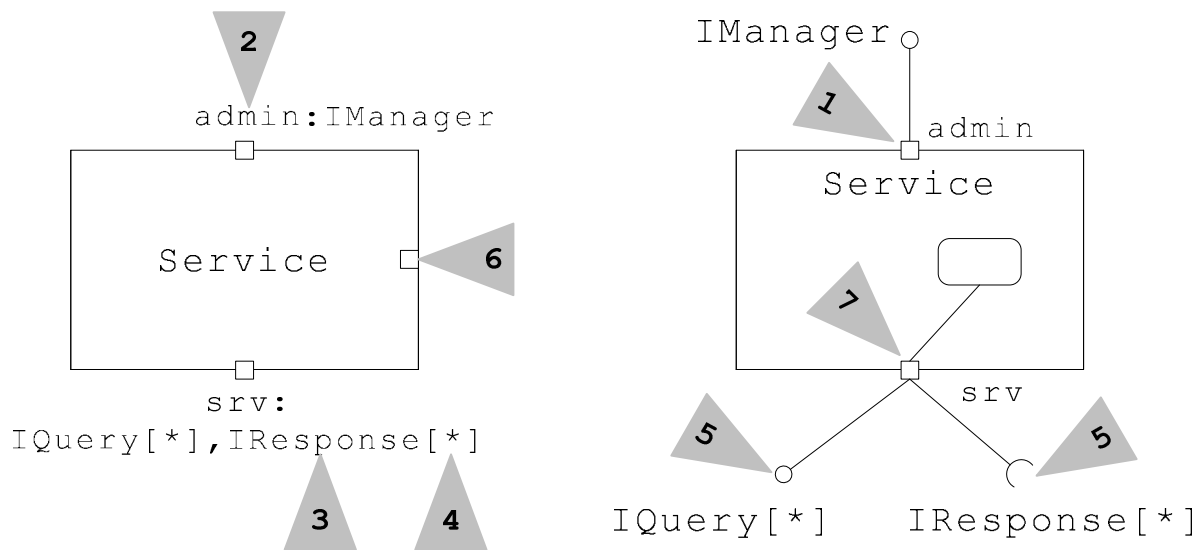 2
admin:IManager
Service
6
srv:
IQuery[*],IResponse[*]
3
4
IManager
1
admin
Service
7
srv
5
5
IQuery[*]
IResponse[*]